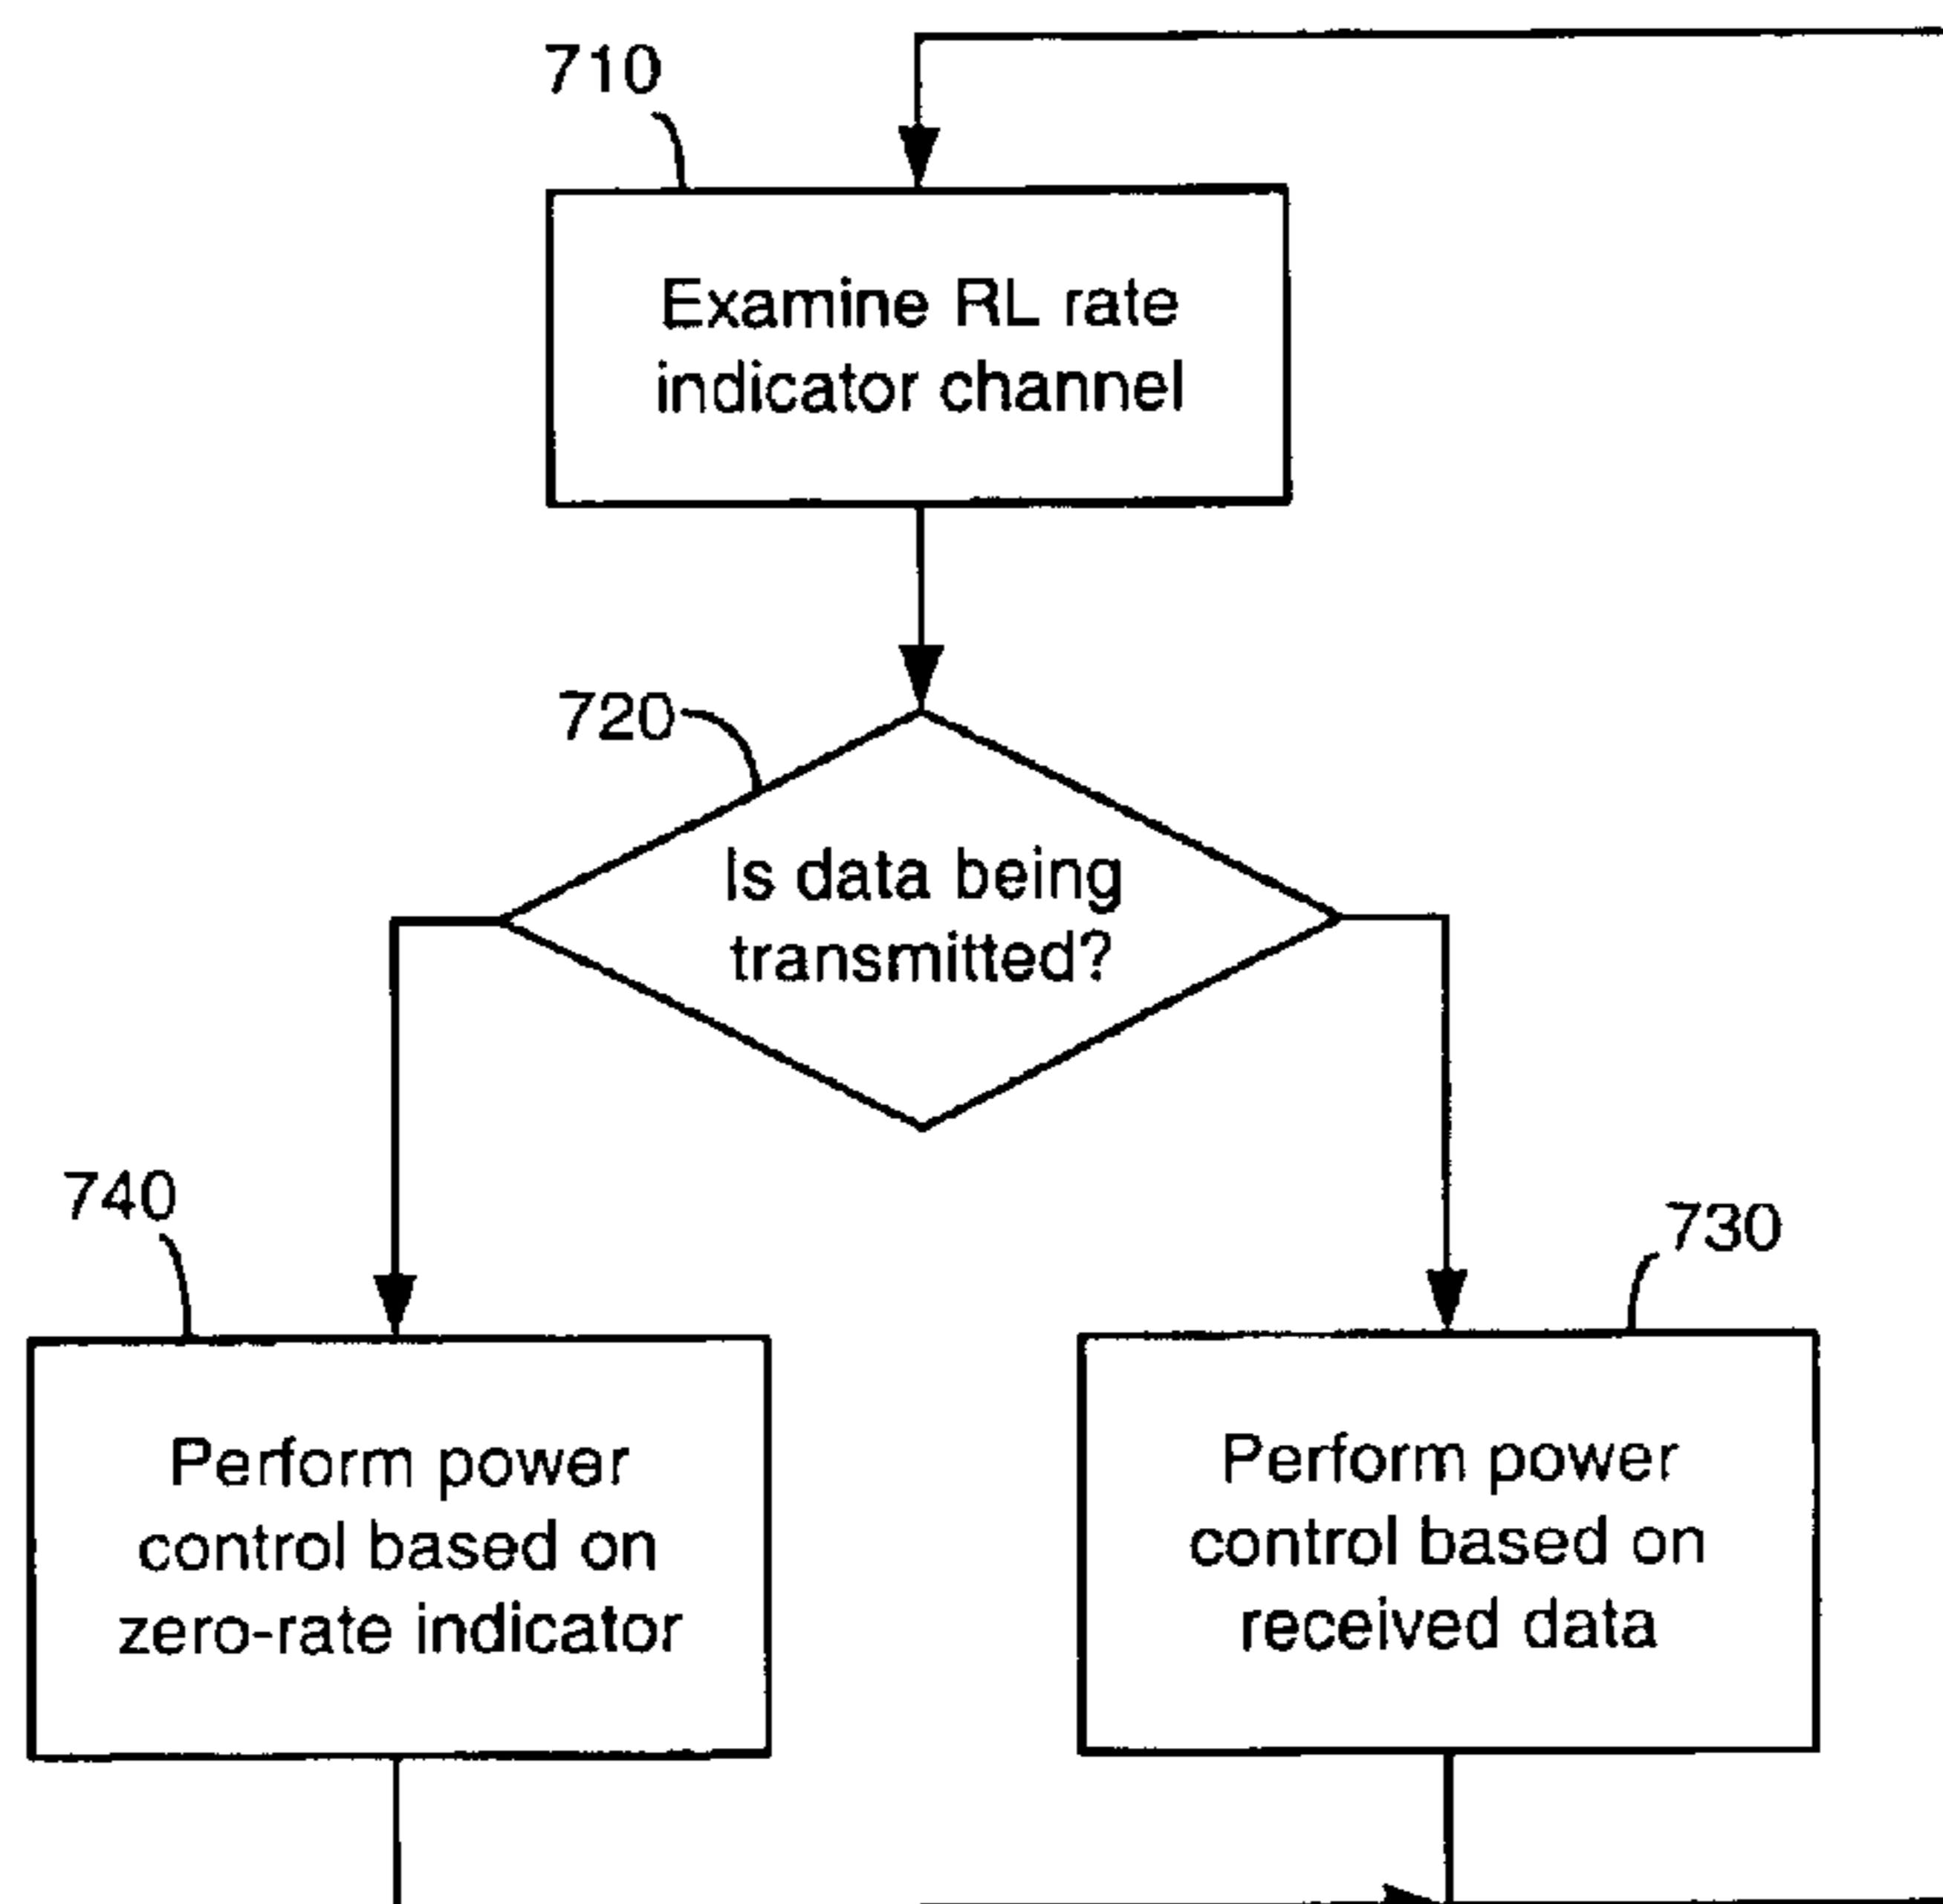 710
Examine RL rate
indicator channel
720
Is data being
transmitted?
740
730
Perform power
control based on
zero-rate indicator
Perform power
control based on
received data